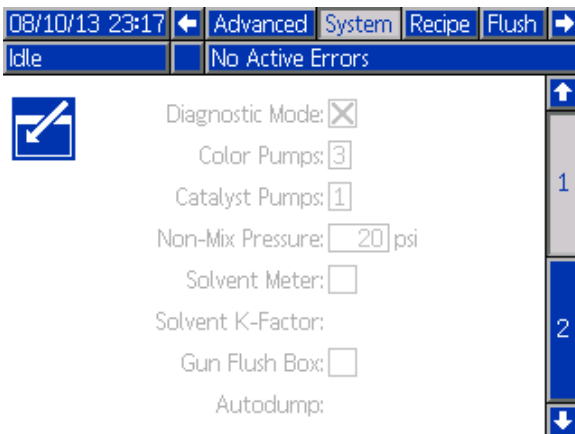 08/10/13 23:17 Advanced System Recipe Flush
Idle No Active Errors
Diagnostic Mode:
Color Pumps: 3
1
Catalyst Pumps: 1
Non-Mix Pressure: 20 psi
Solvent Meter:
Solvent K-Factor:
2
Gun Flush Box:
Autodump: